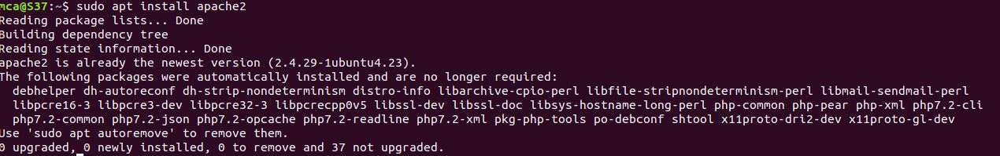 mca@S37:~$ sudo apt install apache2
Reading package lists... Done
Building dependency tree
Reading state information... Done
apache2 is already the newest version (2.4.29-1ubuntu4.23).
The following packages were automatically installed and are no longer required:
  debhelper dh-autoreconf dh-strip-nondeterminism distro-info libarchive-cpio-perl libfile-stripnondeterminism-perl libmail-sendmail-perl
  libpcre16-3 libpcre3-dev libpcre32-3 libpcrecpp0v5 libssl-dev libssl-doc libsys-hostname-long-perl php-common php-pear php-xml php7.2-cli
  php7.2-common php7.2-json php7.2-opcache php7.2-readline php7.2-xml pkg-php-tools po-debconf shtool x11proto-dri2-dev x11proto-gl-dev
Use 'sudo apt autoremove' to remove them.
0 upgraded, 0 newly installed, 0 to remove and 37 not upgraded.